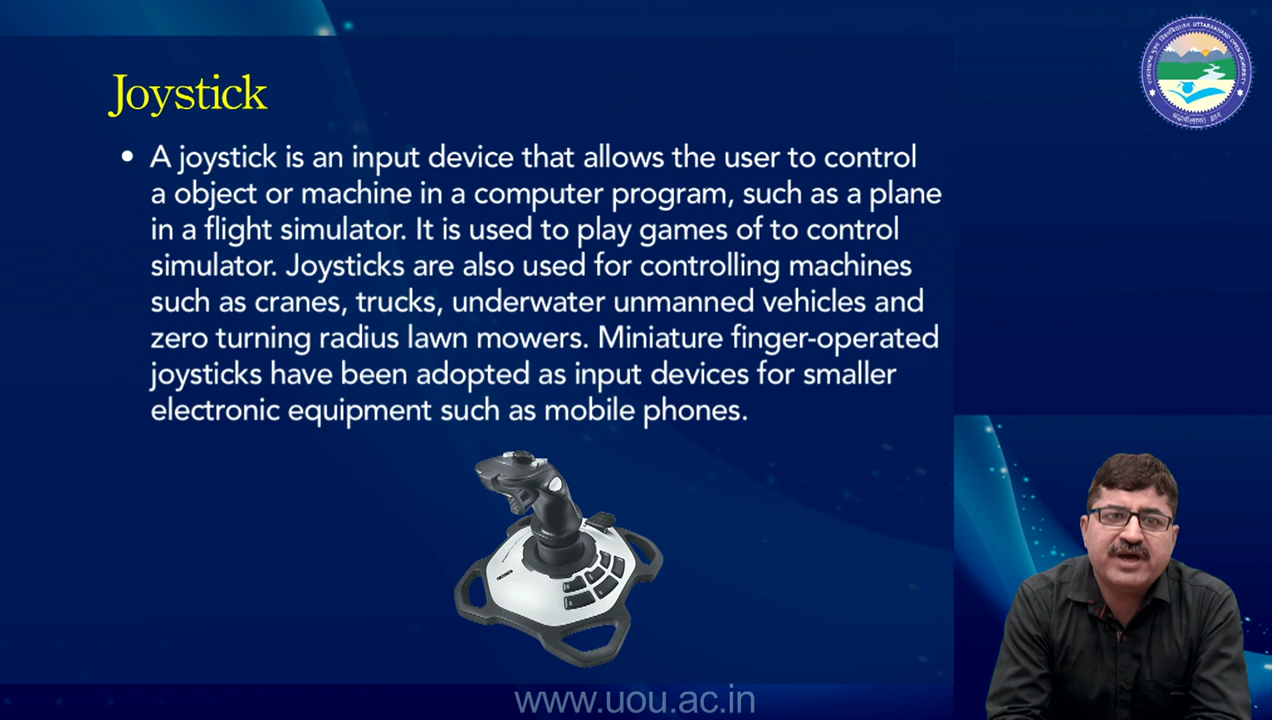 Joystick
• A joystick is an input device that allows the user to control
a object or machine in a computer program, such as a plane
in a flight simulator. It is used to play games of to control
simulator. Joysticks are also used for controlling machines
such as cranes, trucks, underwater unmanned vehicles and
zero turning radius lawn mowers. Miniature finger-operated
joysticks have been adopted as input devices for smaller
electronic equipment such as mobile phones.
UTTARAKHAND OPEN UNIVERSITY
www.uou.ac.in